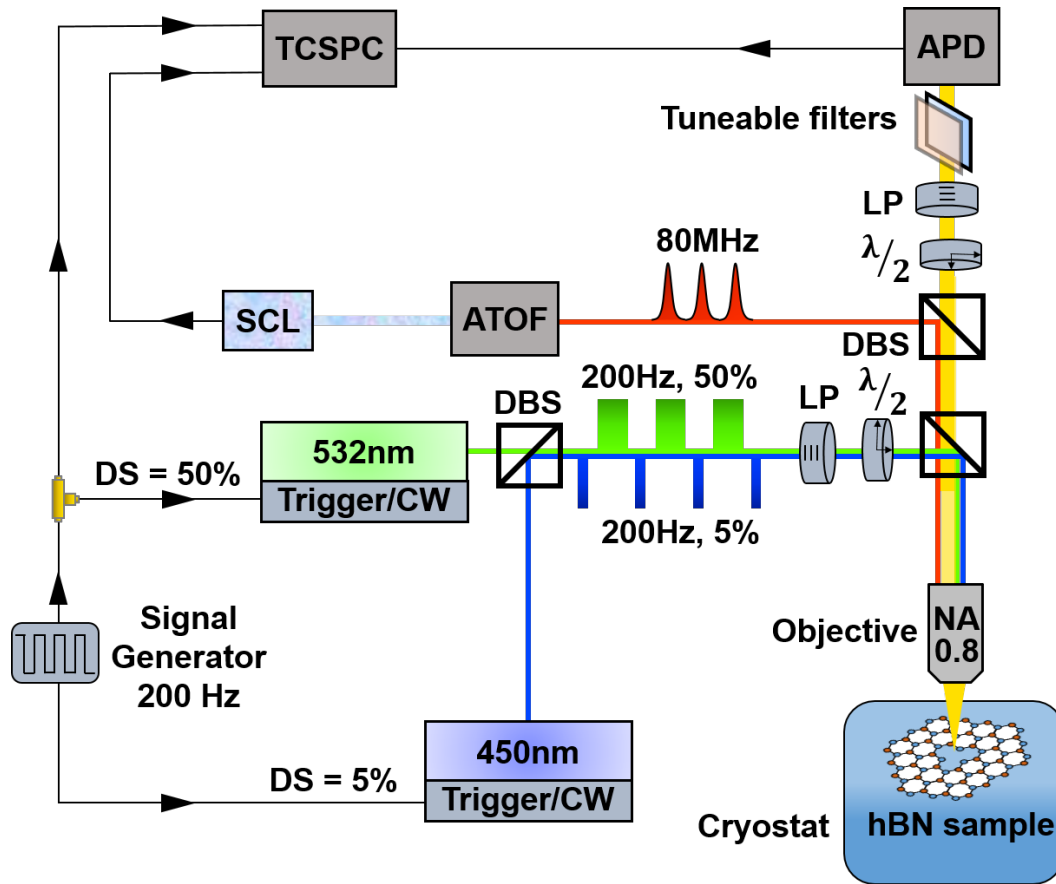 TCSPC
APD
Tuneable filters
LP
λ/2
80MHz
SCL
ATOF
DBS
200Hz, 50%
DBS
LP
λ/2
532nm
Trigger/CW
DS = 50%
200Hz, 5%
Signal
Generator
200 Hz
Objective
NA
0.8
450nm
Trigger/CW
DS = 5%
Cryostat
hBN sample